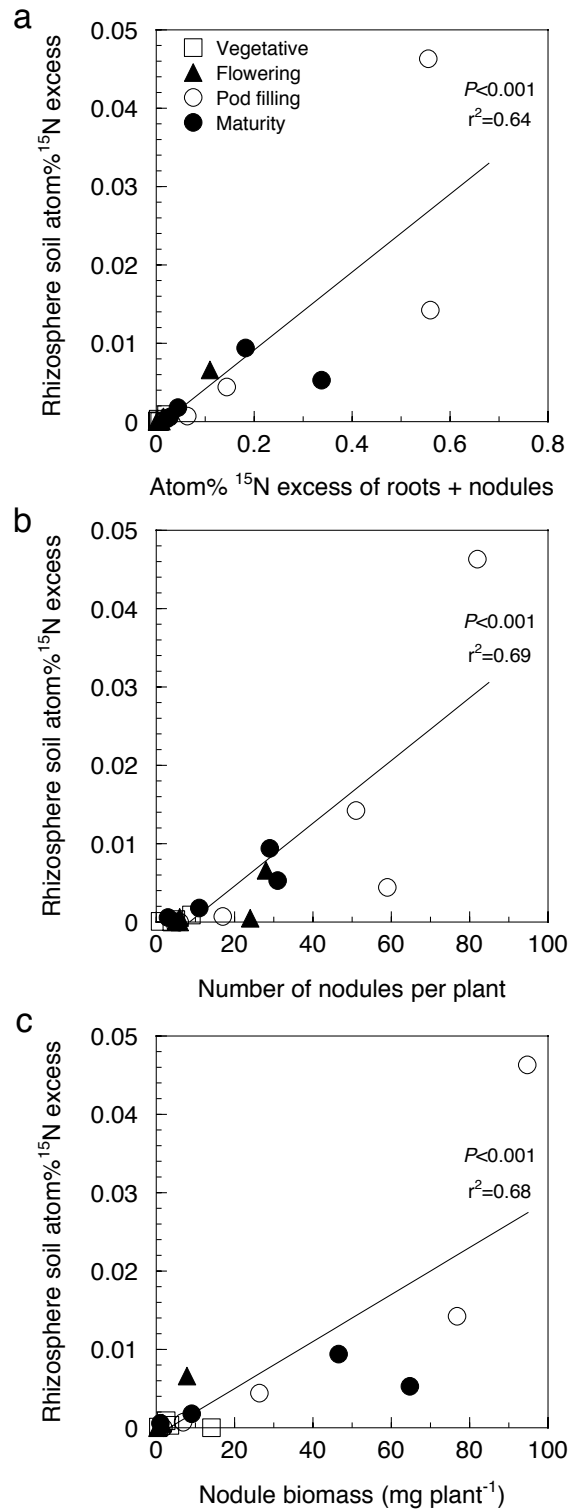 a
Rhizosphere soil atom% ¹⁵N excess
0.05
0.04
0.03
0.02
0.01
0
Vegetative
Flowering
Pod filling
Maturity
P<0.001
r²=0.64
0 0.2 0.4 0.6 0.8
Atom% ¹⁵N excess of roots + nodules
b
Rhizosphere soil atom% ¹⁵N excess
0.05
0.04
0.03
0.02
0.01
0
P<0.001
r²=0.69
0 20 40 60 80 100
Number of nodules per plant
c
Rhizosphere soil atom% ¹⁵N excess
0.05
0.04
0.03
0.02
0.01
0
P<0.001
r²=0.68
0 20 40 60 80 100
Nodule biomass (mg plant⁻¹)